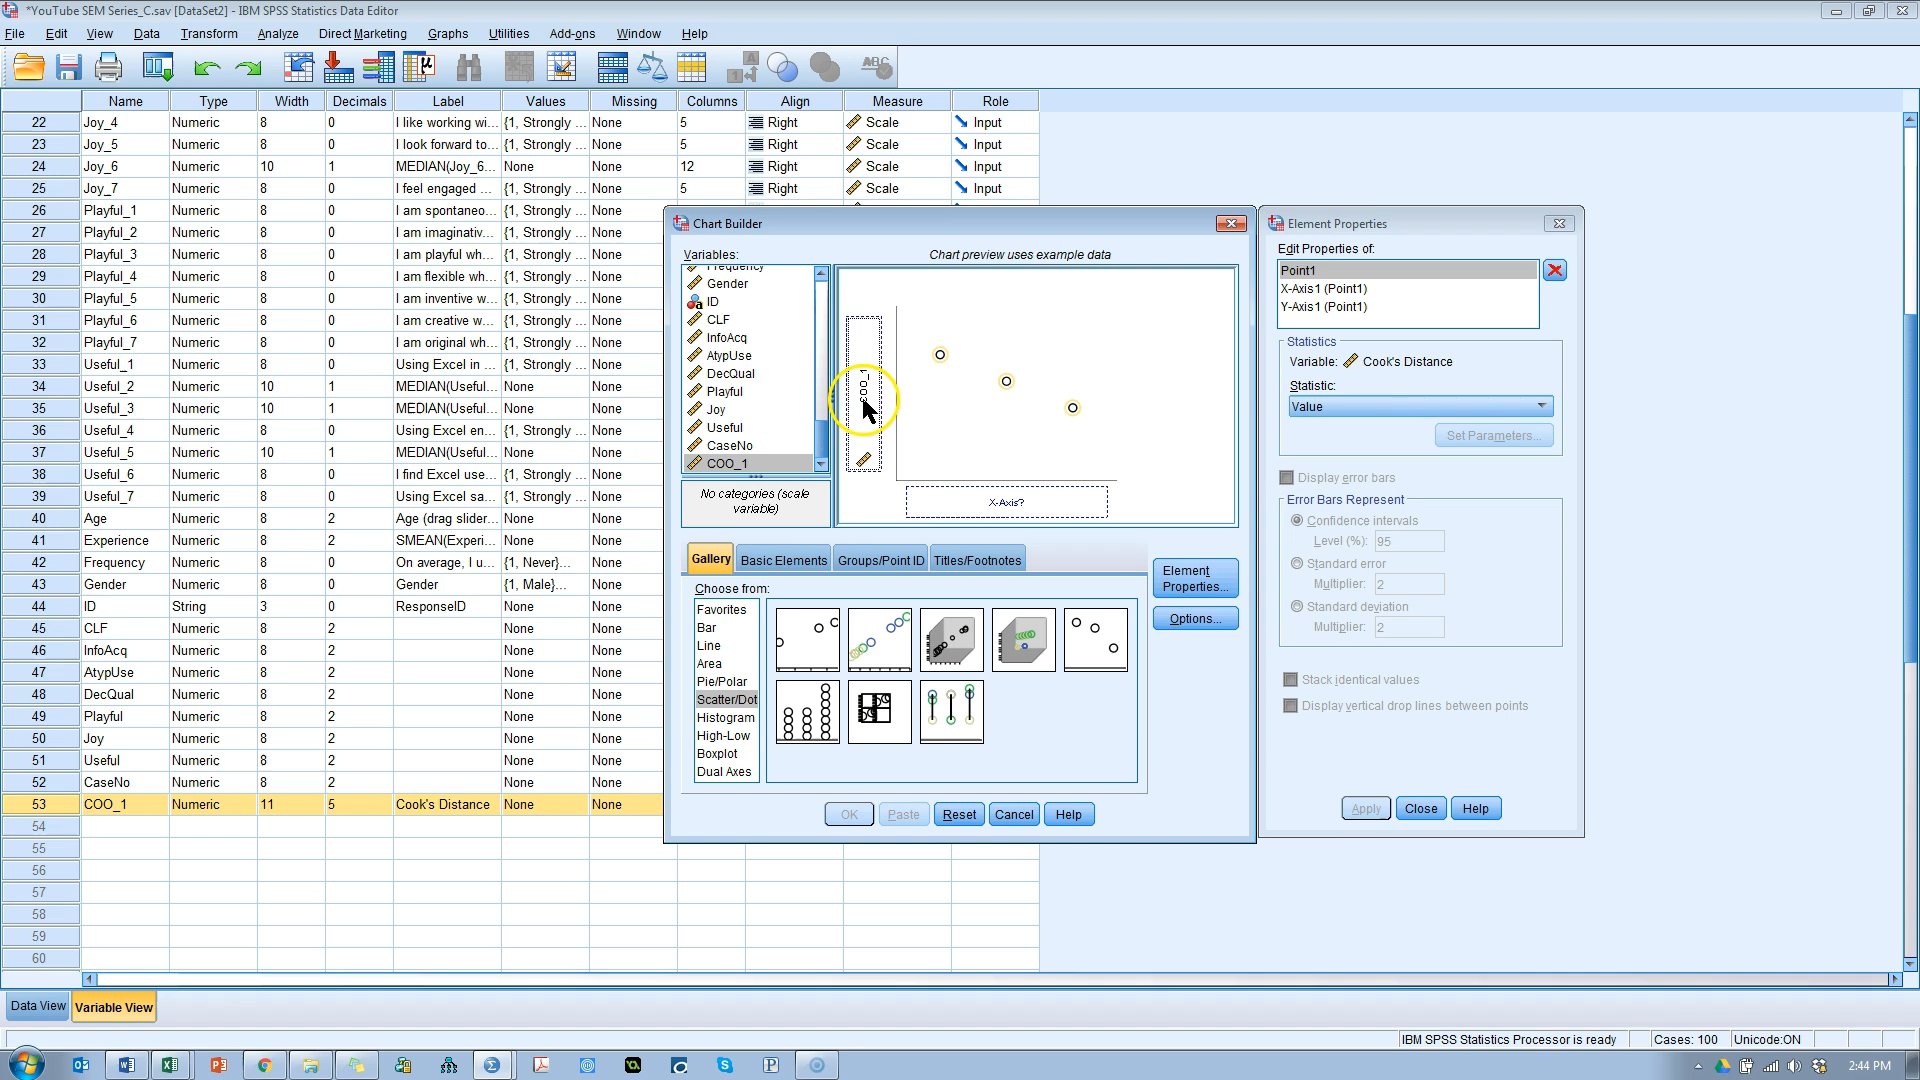 *YouTube SEM Series_C.sav [DataSet2] - IBM SPSS Statistics Data Editor
File Edit View Data Transform Analyze Direct Marketing Graphs Utilities Add-ons Window Help
Name Type Width Decimals Label Values Missing Columns Align Measure Role
22 Joy_4 Numeric 8 0 I like working wi... {1, Strongly ... None 5 Right Scale Input
23 Joy_5 Numeric 8 0 I look forward to... {1, Strongly ... None 5 Right Scale Input
24 Joy_6 Numeric 10 1 MEDIAN(Joy_6... None None 12 Right Scale Input
25 Joy_7 Numeric 8 0 I feel engaged ... {1, Strongly ... None 5 Right Scale Input
26 Playful_1 Numeric 8 0 I am spontaneo... {1, Strongly ... None
27 Playful_2 Numeric 8 0 I am imaginativ... {1, Strongly ... None
28 Playful_3 Numeric 8 0 I am playful wh... {1, Strongly ... None
29 Playful_4 Numeric 8 0 I am flexible wh... {1, Strongly ... None
30 Playful_5 Numeric 8 0 I am inventive w... {1, Strongly ... None
31 Playful_6 Numeric 8 0 I am creative w... {1, Strongly ... None
32 Playful_7 Numeric 8 0 I am original wh... {1, Strongly ... None
33 Useful_1 Numeric 8 0 Using Excel in ... {1, Strongly ... None
34 Useful_2 Numeric 10 1 MEDIAN(Useful... None None
35 Useful_3 Numeric 10 1 MEDIAN(Useful... None None
36 Useful_4 Numeric 8 0 Using Excel en... {1, Strongly ... None
37 Useful_5 Numeric 10 1 MEDIAN(Useful... None None
38 Useful_6 Numeric 8 0 I find Excel use... {1, Strongly ... None
39 Useful_7 Numeric 8 0 Using Excel sa... {1, Strongly ... None
40 Age Numeric 8 2 Age (drag slider... None None
41 Experience Numeric 8 2 SMEAN(Experi... None None
42 Frequency Numeric 8 2 On average, I u... {1, Never}... None
43 Gender Numeric 8 2 Gender {1, Male}... None
44 ID String 3 0 ResponseID None None
45 CLF Numeric 8 2 None None
46 InfoAcq Numeric 8 2 None None
47 AtypUse Numeric 8 2 None None
48 DecQual Numeric 8 2 None None
49 Playful Numeric 8 2 None None
50 Joy Numeric 8 2 None None
51 Useful Numeric 8 2 None None
52 CaseNo Numeric 8 2 None None
53 COO_1 Numeric 11 5 Cook's Distance None None
54
55
56
57
58
59
60
Chart Builder
Variables:
Chart preview uses example data
Frequency
Gender
ID
CLF
InfoAcq
AtypUse
DecQual
Playful
Joy
Useful
CaseNo
COO_1
No categories (scale
variable)
COO_1
X-Axis?
Gallery Basic Elements Groups/Point ID Titles/Footnotes
Choose from:
Favorites
Bar
Line
Area
Pie/Polar
Scatter/Dot
Histogram
High-Low
Boxplot
Dual Axes
Element
Properties...
Options...
OK Paste Reset Cancel Help
Element Properties
Edit Properties of:
Point1
X-Axis1 (Point1)
Y-Axis1 (Point1)
Statistics
Variable: Cook's Distance
Statistic:
Value
Set Parameters...
Display error bars
Error Bars Represent
Confidence intervals
Level (%): 95
Standard error
Multiplier: 2
Standard deviation
Multiplier: 2
Stack identical values
Display vertical drop lines between points
Apply Close Help
Data View Variable View
IBM SPSS Statistics Processor is ready Cases: 100 Unicode:ON
2:44 PM